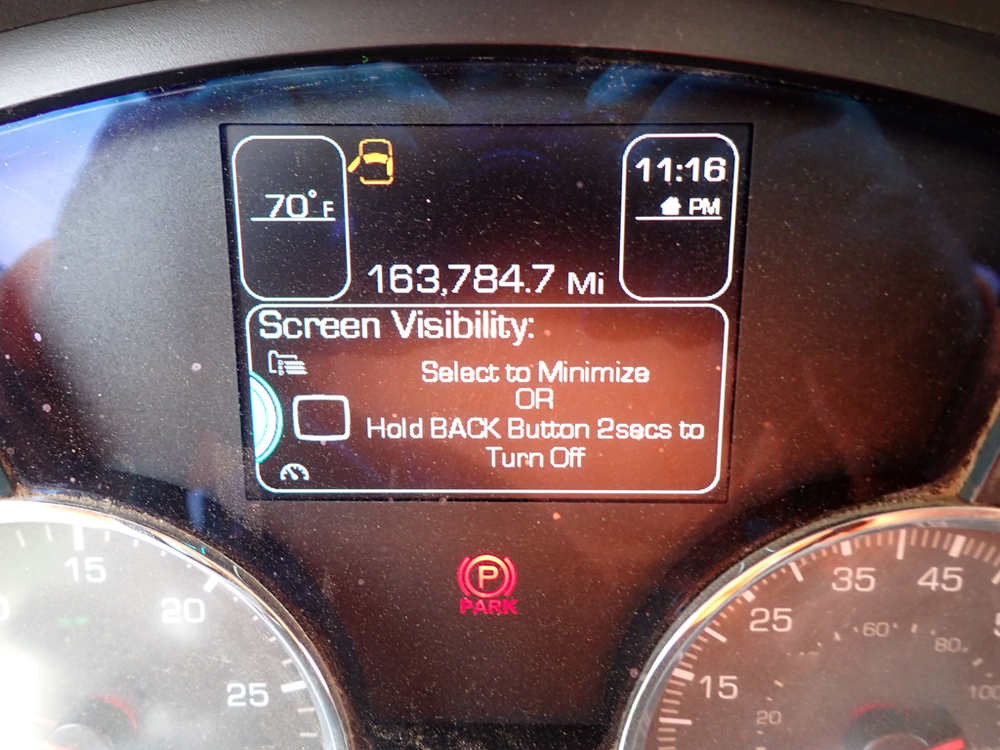 70° F
11:16
PM
163,784.7 Mi
Screen Visibility:
Select to Minimize
OR
Hold BACK Button 2secs to
Turn Off
P
PARK
15
20
25
15
25
35
45
20
60
80
100